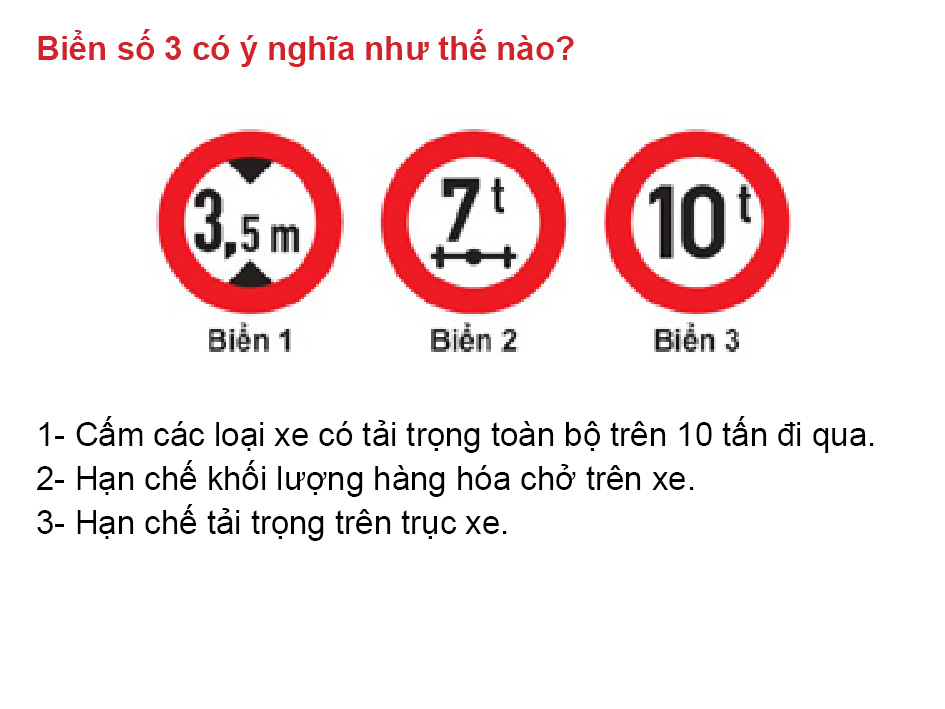 Biển số 3 có ý nghĩa như thế nào?
3,5 m
7 t
10 t
Biển 1
Biển 2
Biển 3
1- Cấm các loại xe có tải trọng toàn bộ trên 10 tấn đi qua.
2- Hạn chế khối lượng hàng hóa chở trên xe.
3- Hạn chế tải trọng trên trục xe.